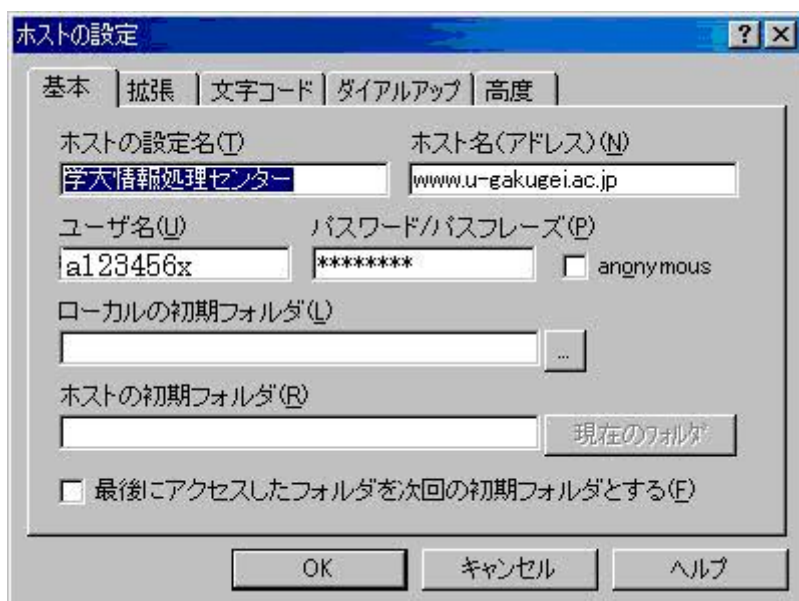 ホストの設定
基本 拡張 文字コード ダイアルアップ 高度
ホストの設定名(T) ホスト名(アドレス)(N)
学大情報処理センター www.u-gakugei.ac.jp
ユーザ名(U) パスワード/パスフレーズ(P)
a123456x ******** anonymous
ローカルの初期フォルダ(L)
...
ホストの初期フォルダ(R)
現在のフォルダ
最後にアクセスしたフォルダを次回の初期フォルダとする(F)
OK キャンセル ヘルプ